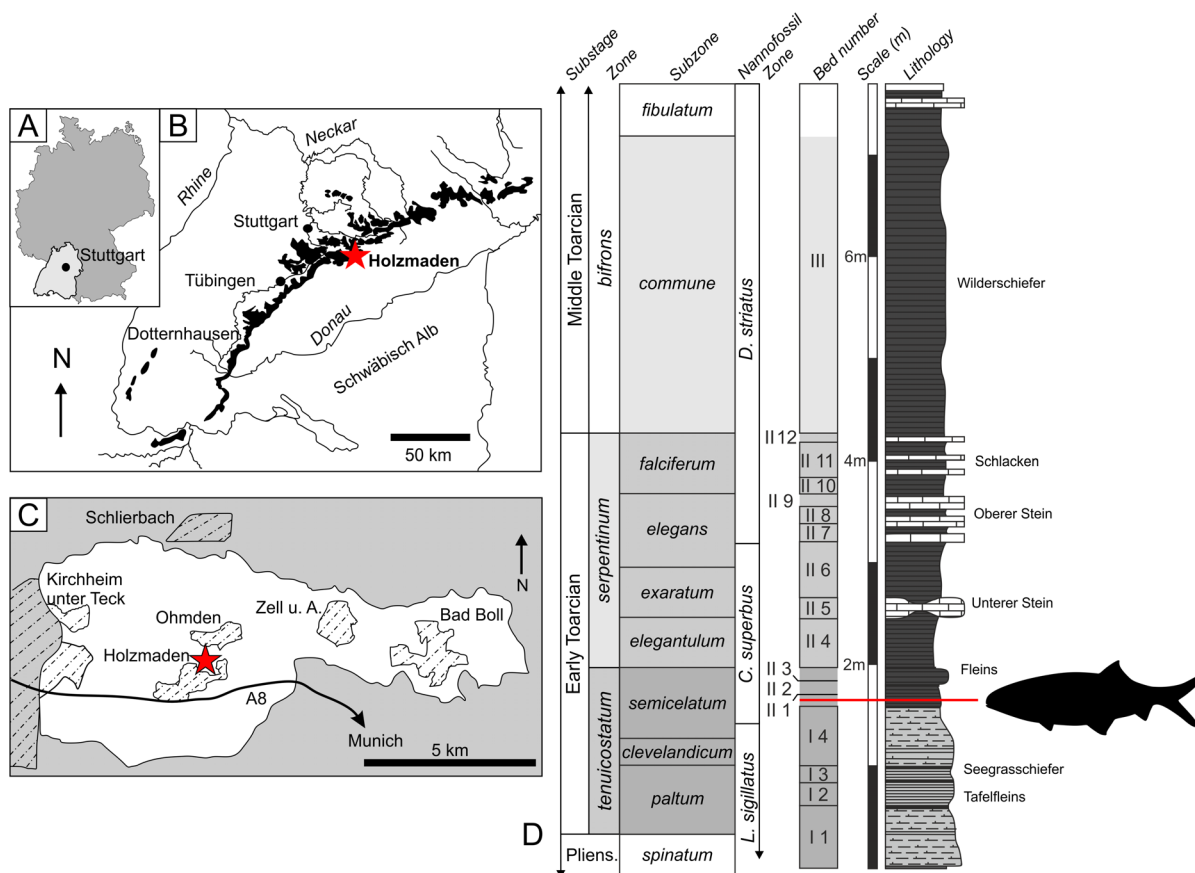 A
Stuttgart
B
Neckar
Rhine
Stuttgart
Holzmaden
Tübingen
Donau
Dotternhausen
Schwäbisch Alb
N
50 km
C
Schlierbach
N
Kirchheim
unter Teck
Ohmden
Zell u. A.
Bad Boll
Holzmaden
A8
Munich
5 km
D
Substage
Zone
Subzone
Nannofossil
Zone
Bed number
Scale (m)
Lithology
Middle Toarcian
Early Toarcian
Pliens.
bifrons
serpentinum
tenuicostatum
fibulatum
commune
falciferum
elegans
exaratum
elegantulum
semicelatum
clevelandicum
paltum
spinatum
D. striatus
C. superbus
L. sigillatus
III
II 12
II 11
II 10
II 9
II 8
II 7
II 6
II 5
II 4
II 3
II 2
II 1
I 4
I 3
I 2
I 1
6m
4m
2m
Wilderschiefer
Schlacken
Oberer Stein
Unterer Stein
Fleins
Seegrasschiefer
Tafelfleins